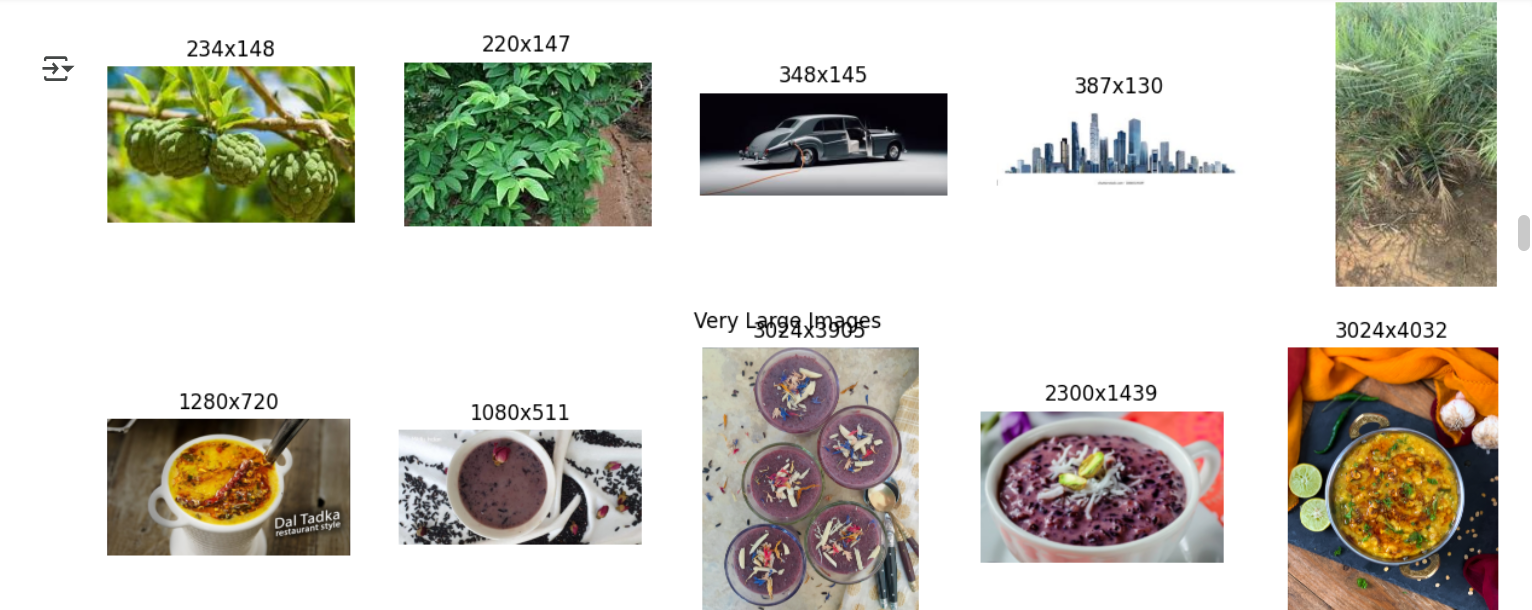 234x148
220x147
348x145
387x130
Very Large Images
3024x3905
3024x4032
1280x720
1080x511
2300x1439
Dal Tadka
restaurant style